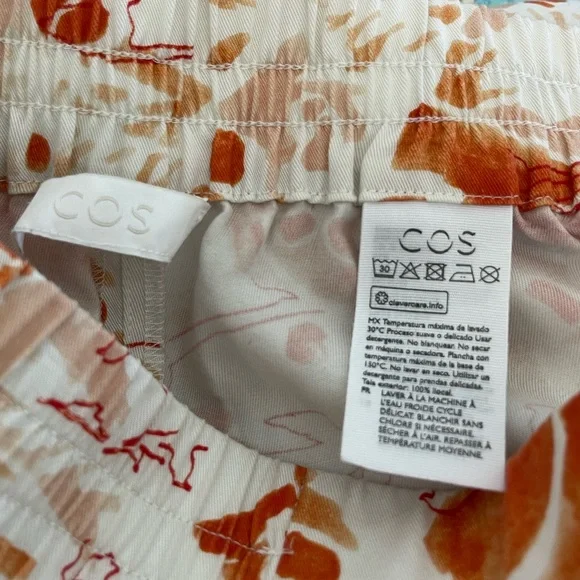 COS
COS
30
clevercare.info
MX Temperatura máxima de lavado
30°C Proceso suave o delicado Usar
detergente. No blanquear. No secar
en máquina o secadora. Plancha con
temperatura máxima de la base de
150°C. No lavar en seco. Utilizar un
detergente para prendas delicadas.
Tela exterior: 100% local.
FR LAVER À LA MACHINE À
L'EAU FROIDE CYCLE
DÉLICAT. BLANCHIR SANS
CHLORE SI NÉCESSAIRE.
SÉCHER À L'AIR. REPASSER À
TEMPÉRATURE MOYENNE.